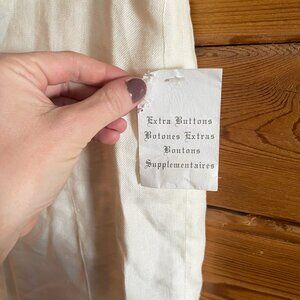 Extra Buttons
Botones Extras
Boutons
Supplementaires